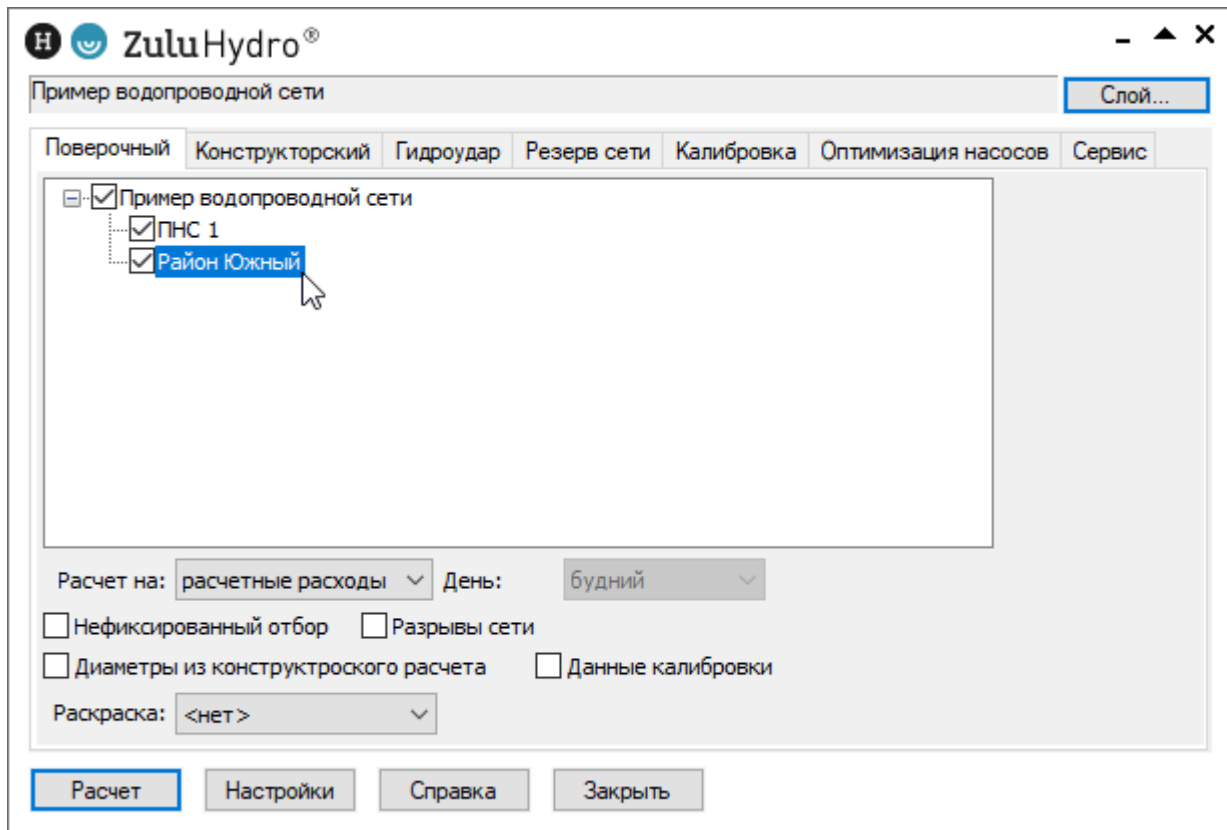 ZuluHydro®
Пример водопроводной сети Слой...
Поверочный Конструкторский Гидроудар Резерв сети Калибровка Оптимизация насосов Сервис
Пример водопроводной сети
ПНС 1
Район Южный
Расчет на: расчетные расходы День: будний
Нефиксированный отбор Разрывы сети
Диаметры из конструктроского расчета Данные калибровки
Раскраска: <нет>
Расчет Настройки Справка Закрыть